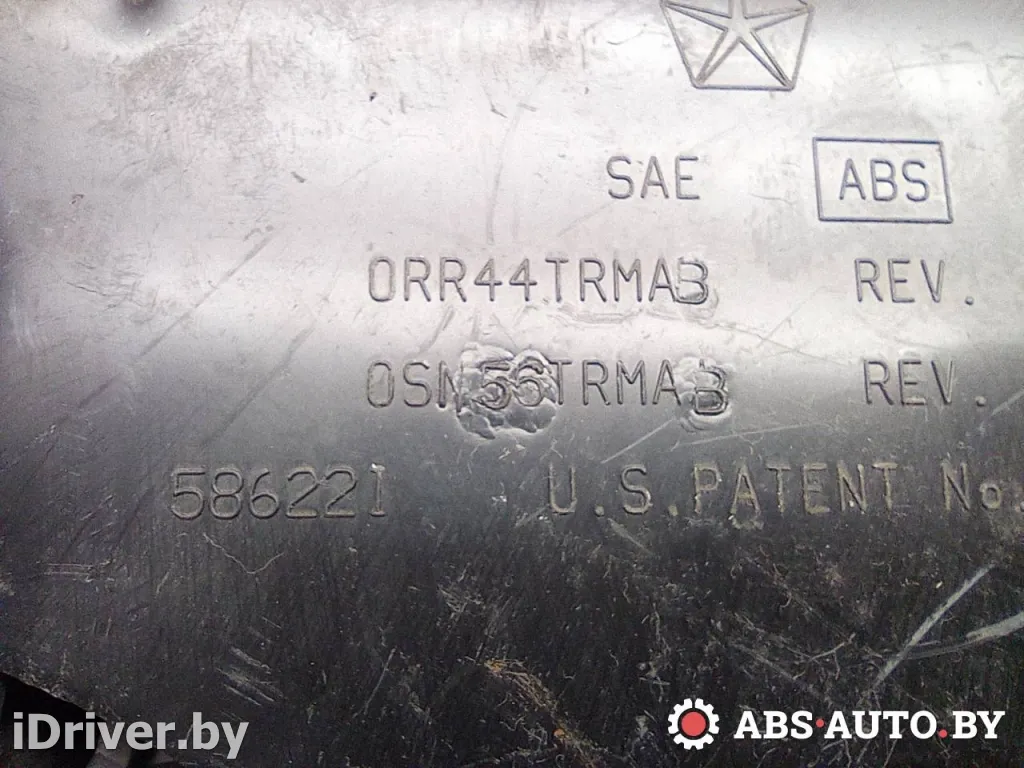 SAE ABS
0RR44TRMAB REV.
0SN56TRMAB REV.
586221 U.S.PATENT No.
iDriver.by
ABS-AUTO.BY